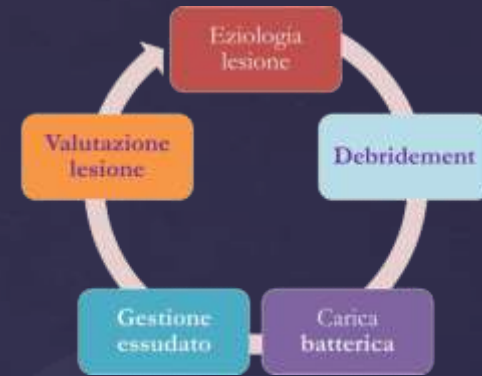 Eziologia
lesione
Debridement
Carica
batterica
Gestione
essudato
Valutazione
lesione